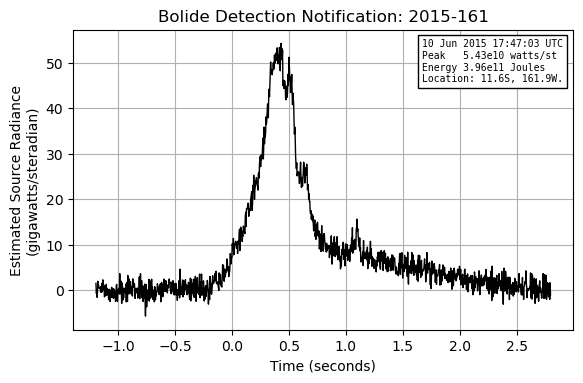 Bolide Detection Notification: 2015-161
10 Jun 2015 17:47:03 UTC
Peak   5.43e10 watts/st
Energy 3.96e11 Joules
Location: 11.6S, 161.9W.
Estimated Source Radiance
(gigawatts/steradian)
50
40
30
20
10
0
−1.0 −0.5 0.0 0.5 1.0 1.5 2.0 2.5
Time (seconds)